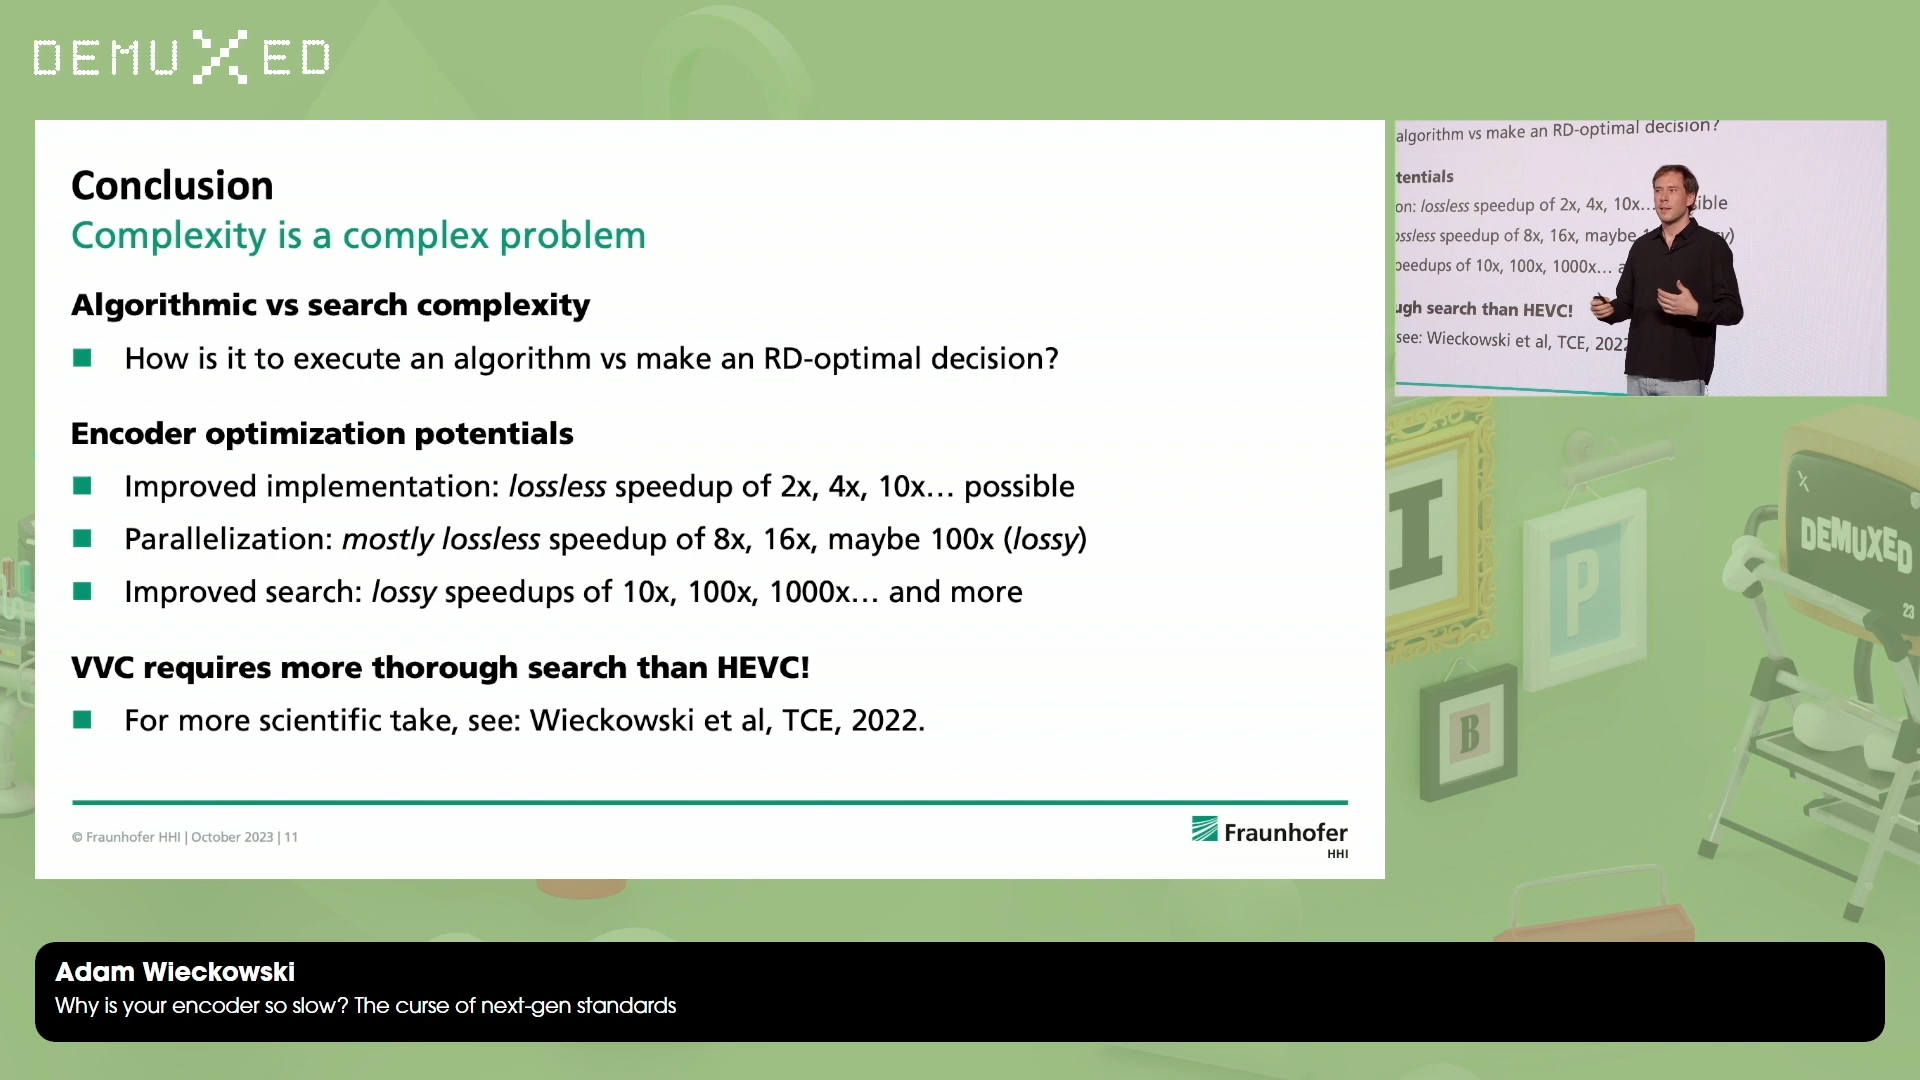 DEMUXED
Conclusion
Complexity is a complex problem
Algorithmic vs search complexity
How is it to execute an algorithm vs make an RD-optimal decision?
Encoder optimization potentials
Improved implementation: lossless speedup of 2x, 4x, 10x… possible
Parallelization: mostly lossless speedup of 8x, 16x, maybe 100x (lossy)
Improved search: lossy speedups of 10x, 100x, 1000x… and more
VVC requires more thorough search than HEVC!
For more scientific take, see: Wieckowski et al, TCE, 2022.
© Fraunhofer HHI | October 2023 | 11
Fraunhofer
HHI
algorithm vs make an RD-optimal decision?
tentials
on: lossless speedup of 2x, 4x, 10x… sible
ossless speedup of 8x, 16x, maybe
peedups of 10x, 100x, 1000x…
ugh search than HEVC!
see: Wieckowski et al, TCE, 2022
I
P
B
X
DEMUXED
23
Adam Wieckowski
Why is your encoder so slow? The curse of next-gen standards